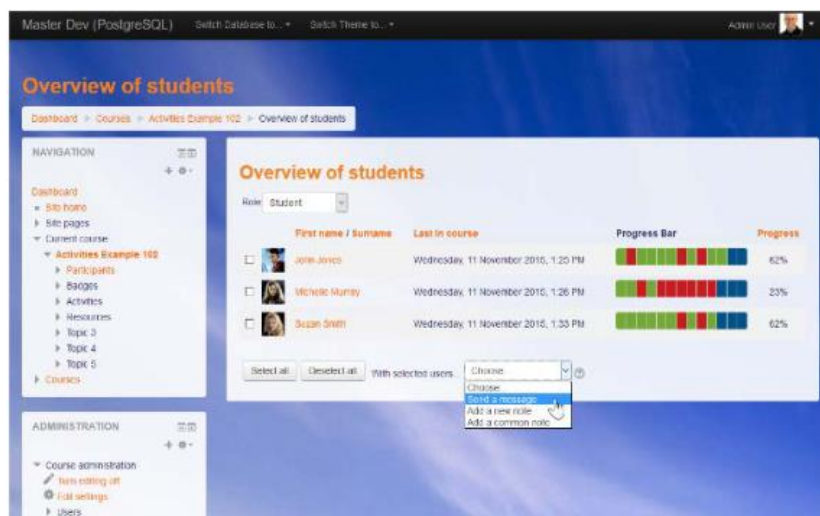 Master Dev (PostgreSQL) Switch Database to... Switch Theme to... Admin User
Overview of students
Dashboard Courses Activities Example 102 Overview of students
NAVIGATION
Dashboard
Site home
Site pages
Current course
Activities Example 102
Participants
Badges
Activities
Resources
Topic 3
Topic 4
Topic 5
Courses
ADMINISTRATION
Course administration
Turn editing off
Edit settings
Users
Overview of students
Role Student
First name / Surname Last in course Progress Bar Progress
John Jones Wednesday, 11 November 2015, 1:25 PM 62%
Michelle Murray Wednesday, 11 November 2015, 1:26 PM 23%
Suzan Smith Wednesday, 11 November 2015, 1:33 PM 62%
Select all Deselect all With selected users... Choose
Choose
Send a message
Add a new note
Add a common note